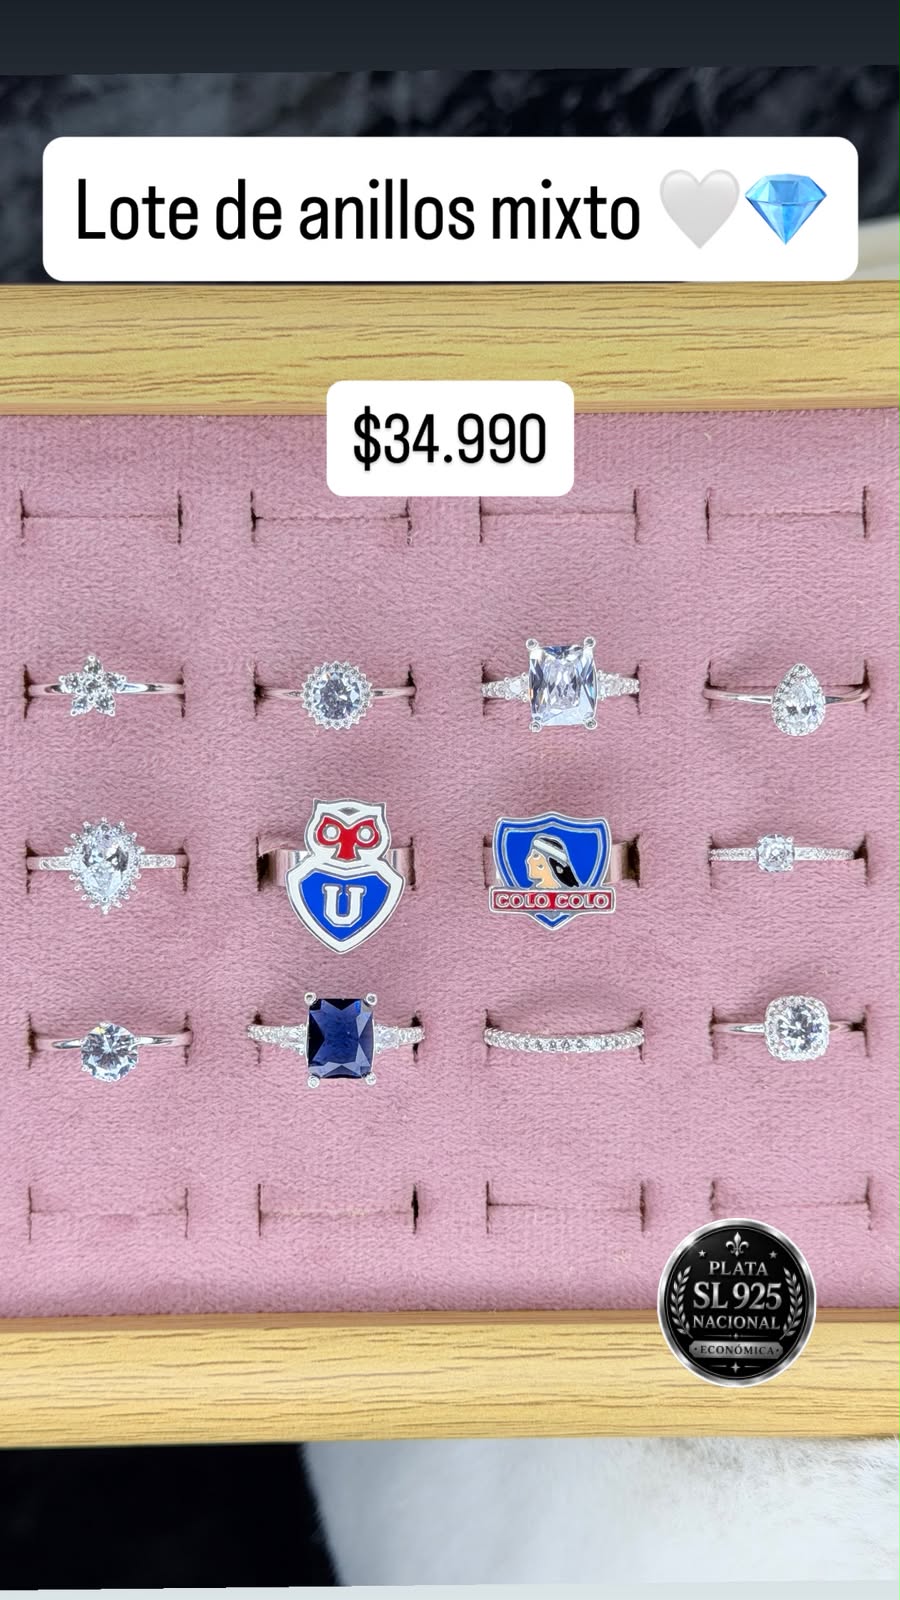 Lote de anillos mixto 🤍💎
$34.990
U
COLO COLO
PLATA
SL 925
NACIONAL
ECONÓMICA